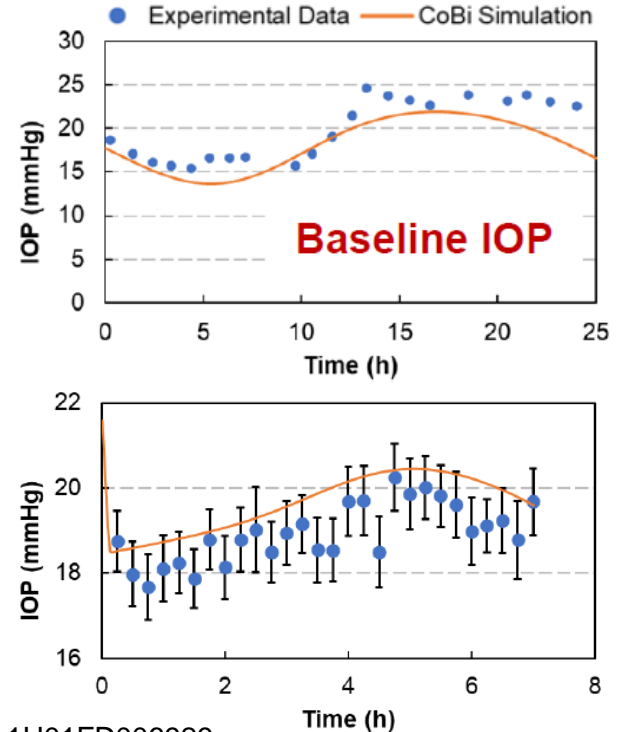 Experimental Data CoBi Simulation
30
25
20
15
10
5
0
IOP (mmHg)
Baseline IOP
0 5 10 15 20 25
Time (h)
22
20
18
16
IOP (mmHg)
0 2 4 6 8
Time (h)